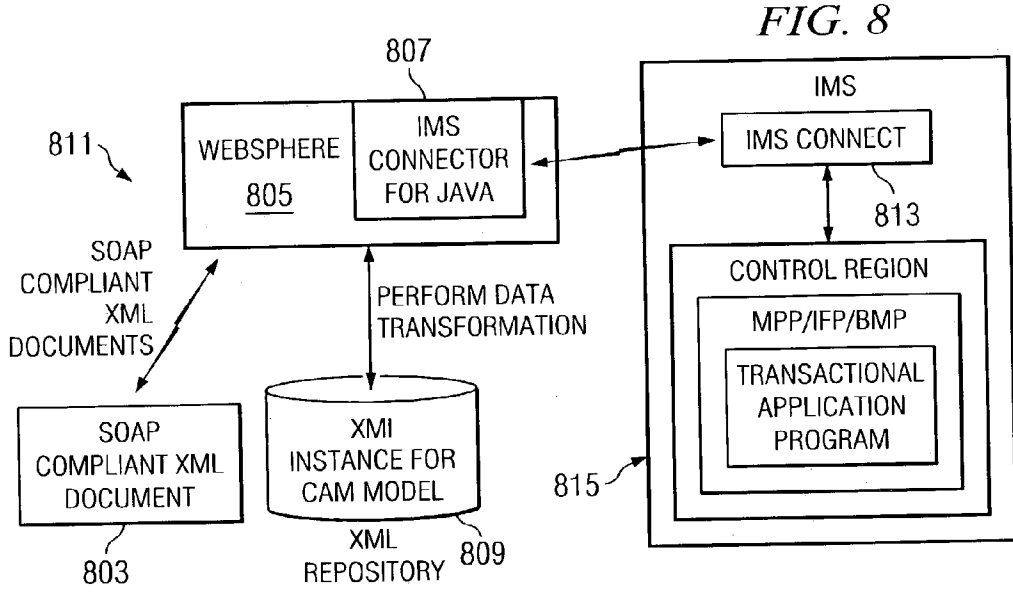 FIG. 8
807
IMS
811
WEBSPHERE
805
IMS
CONNECTOR
FOR JAVA
IMS CONNECT
813
SOAP
COMPLIANT
XML
DOCUMENTS
PERFORM DATA
TRANSFORMATION
CONTROL REGION
MPP/IFP/BMP
TRANSACTIONAL
APPLICATION
PROGRAM
815
SOAP
COMPLIANT XML
DOCUMENT
803
XMI
INSTANCE FOR
CAM MODEL
809
XML
REPOSITORY